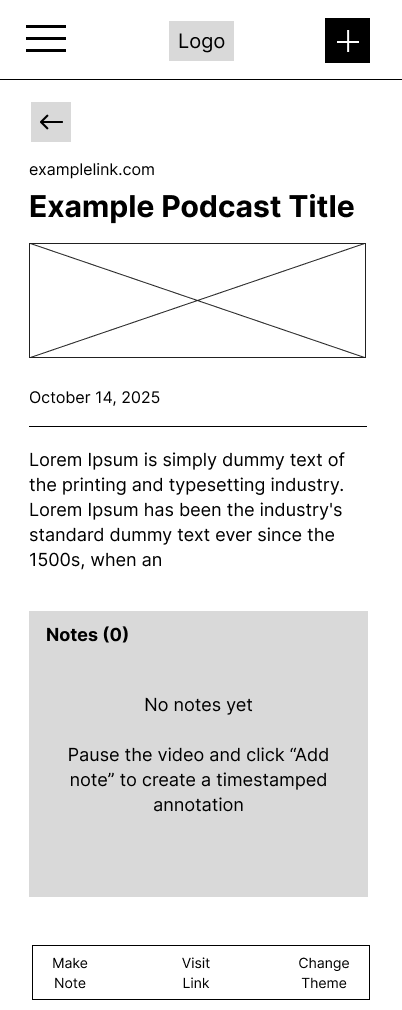 Logo
examplelink.com
Example Podcast Title
October 14, 2025
Lorem Ipsum is simply dummy text of
the printing and typesetting industry.
Lorem Ipsum has been the industry's
standard dummy text ever since the
1500s, when an
Notes (0)
No notes yet
Pause the video and click “Add
note” to create a timestamped
annotation
Make
Note
Visit
Link
Change
Theme